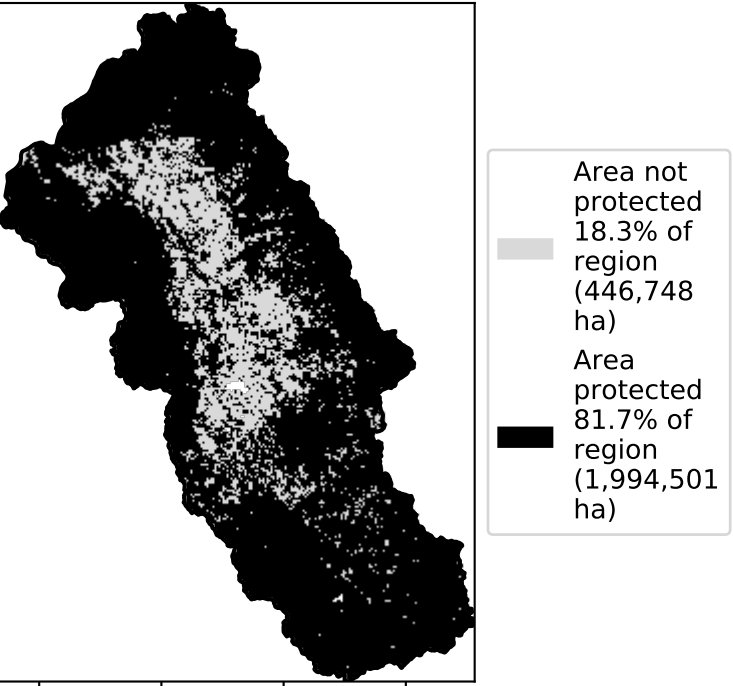 Area not
protected
18.3% of
region
(446,748
ha)
Area
protected
81.7% of
region
(1,994,501
ha)